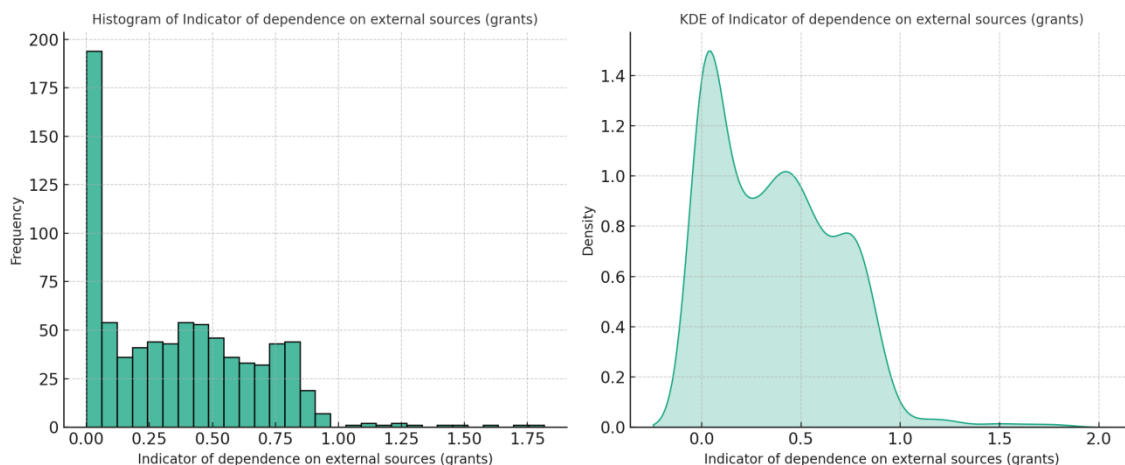 Histogram of Indicator of dependence on external sources (grants)
200
175
150
125
100
75
50
25
0
Frequency
0.00 0.25 0.50 0.75 1.00 1.25 1.50 1.75
Indicator of dependence on external sources (grants)
KDE of Indicator of dependence on external sources (grants)
1.4
1.2
1.0
0.8
0.6
0.4
0.2
0.0
Density
0.0 0.5 1.0 1.5 2.0
Indicator of dependence on external sources (grants)